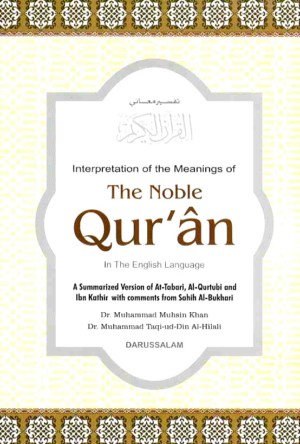 تفسير معاني
القرآن الكريم
Interpretation of the Meanings of
The Noble
Qur'ân
In The English Language
A Summarized Version of At-Tabari, Al-Qurtubi and
Ibn Kathir with comments from Sahih Al-Bukhari
Dr. Muhammad Muhsin Khan
Dr. Muhammad Taqi-ud-Din Al-Hilali
DARUSSALAM